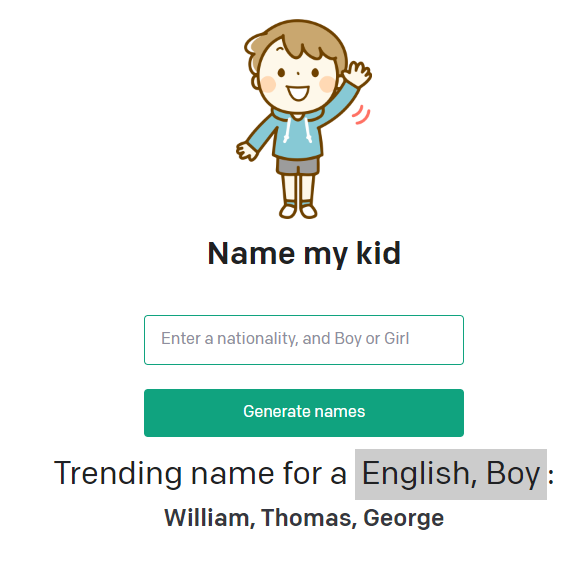 Name my kid
Enter a nationality, and Boy or Girl
Generate names
Trending name for a English, Boy:
William, Thomas, George